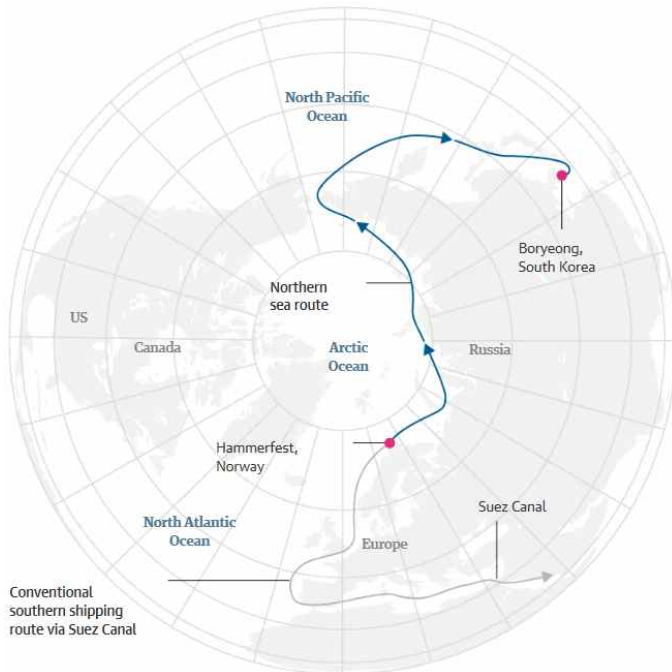 North Pacific
Ocean
Boryeong,
South Korea
Northern
sea route
US
Canada
Arctic
Ocean
Russia
Hammerfest,
Norway
Suez Canal
North Atlantic
Ocean
Europe
Conventional
southern shipping
route via Suez Canal